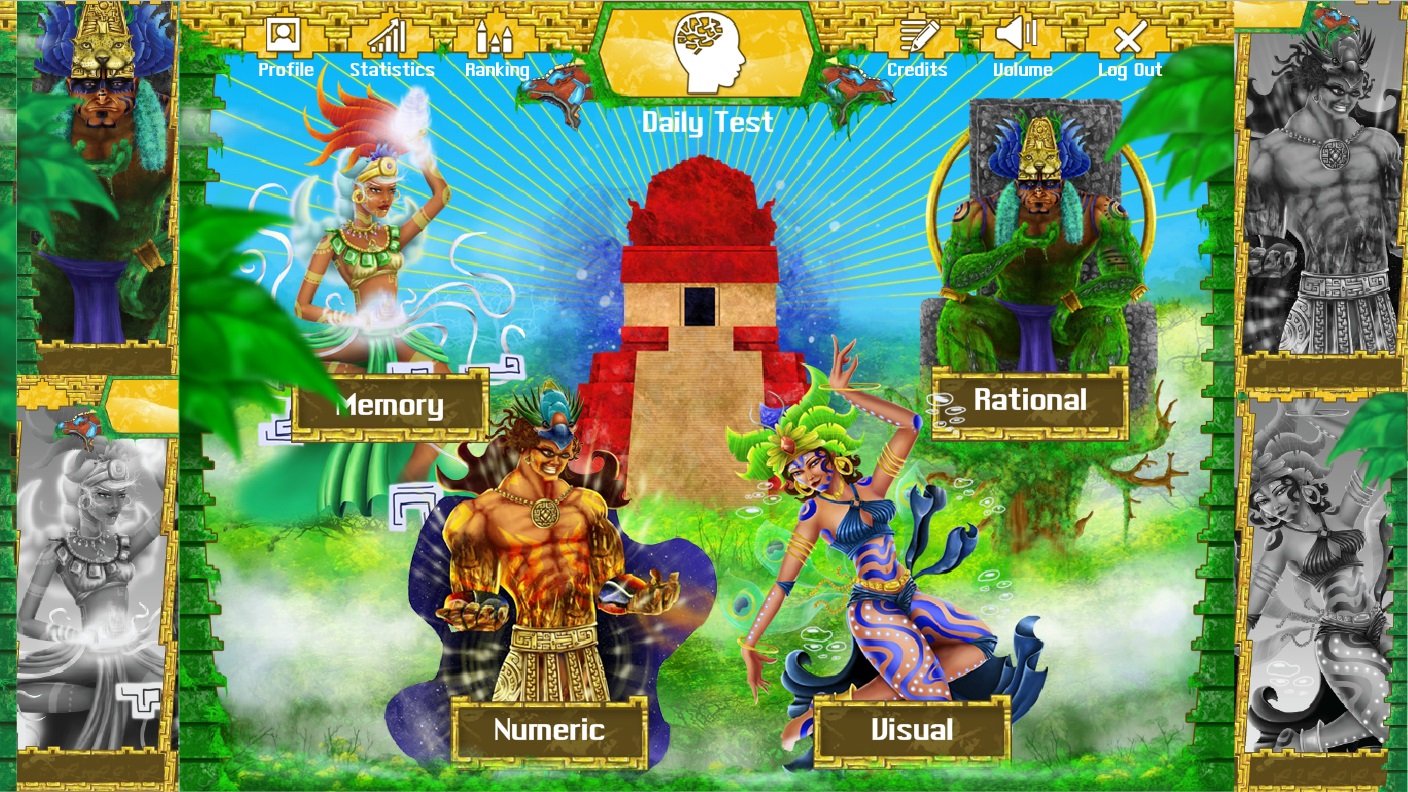 Profile
Statistics
Ranking
Credits
Volume
Log Out
Daily Test
Memory
Rational
Numeric
Visual